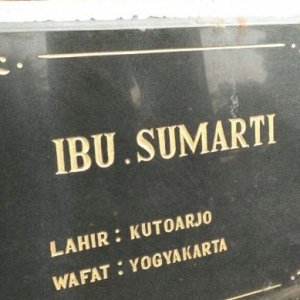 IBU . SUMARTI
LAHIR : KUTOARJO
WAFAT : YOGYAKARTA